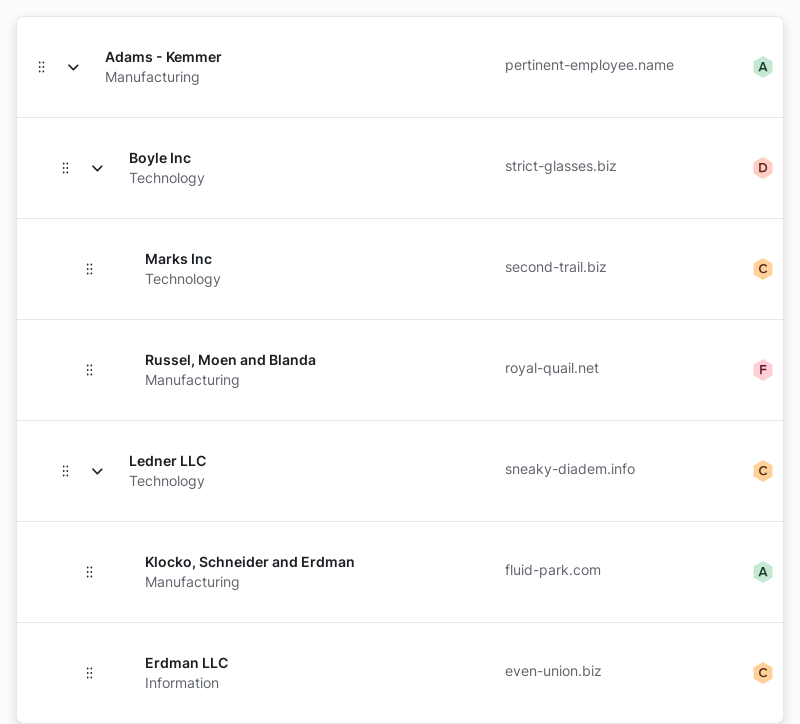 Adams - Kemmer
Manufacturing
pertinent-employee.name
A
Boyle Inc
Technology
strict-glasses.biz
D
Marks Inc
Technology
second-trail.biz
C
Russel, Moen and Blanda
Manufacturing
royal-quail.net
F
Ledner LLC
Technology
sneaky-diadem.info
C
Klocko, Schneider and Erdman
Manufacturing
fluid-park.com
A
Erdman LLC
Information
even-union.biz
C